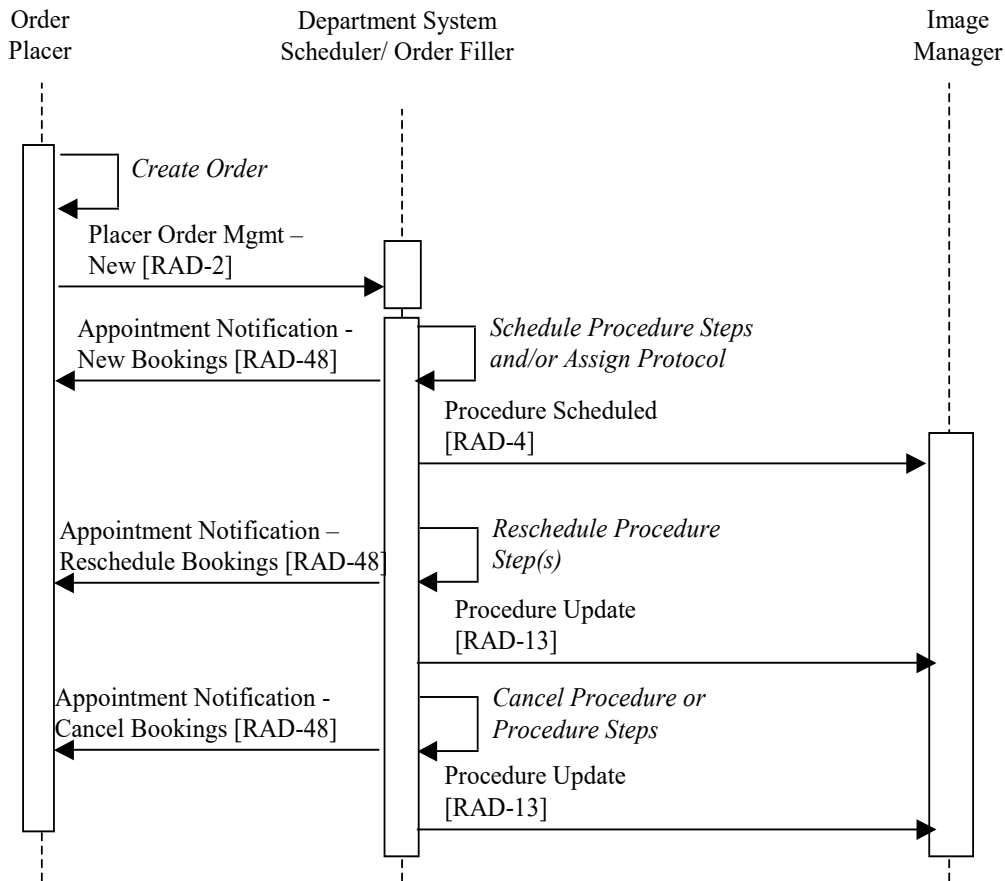 Order
Placer
Department System
Scheduler/ Order Filler
Image
Manager
Create Order
Placer Order Mgmt –
New [RAD-2]
Appointment Notification -
New Bookings [RAD-48]
Schedule Procedure Steps
and/or Assign Protocol
Procedure Scheduled
[RAD-4]
Appointment Notification –
Reschedule Bookings [RAD-48]
Reschedule Procedure
Step(s)
Procedure Update
[RAD-13]
Appointment Notification -
Cancel Bookings [RAD-48]
Cancel Procedure or
Procedure Steps
Procedure Update
[RAD-13]